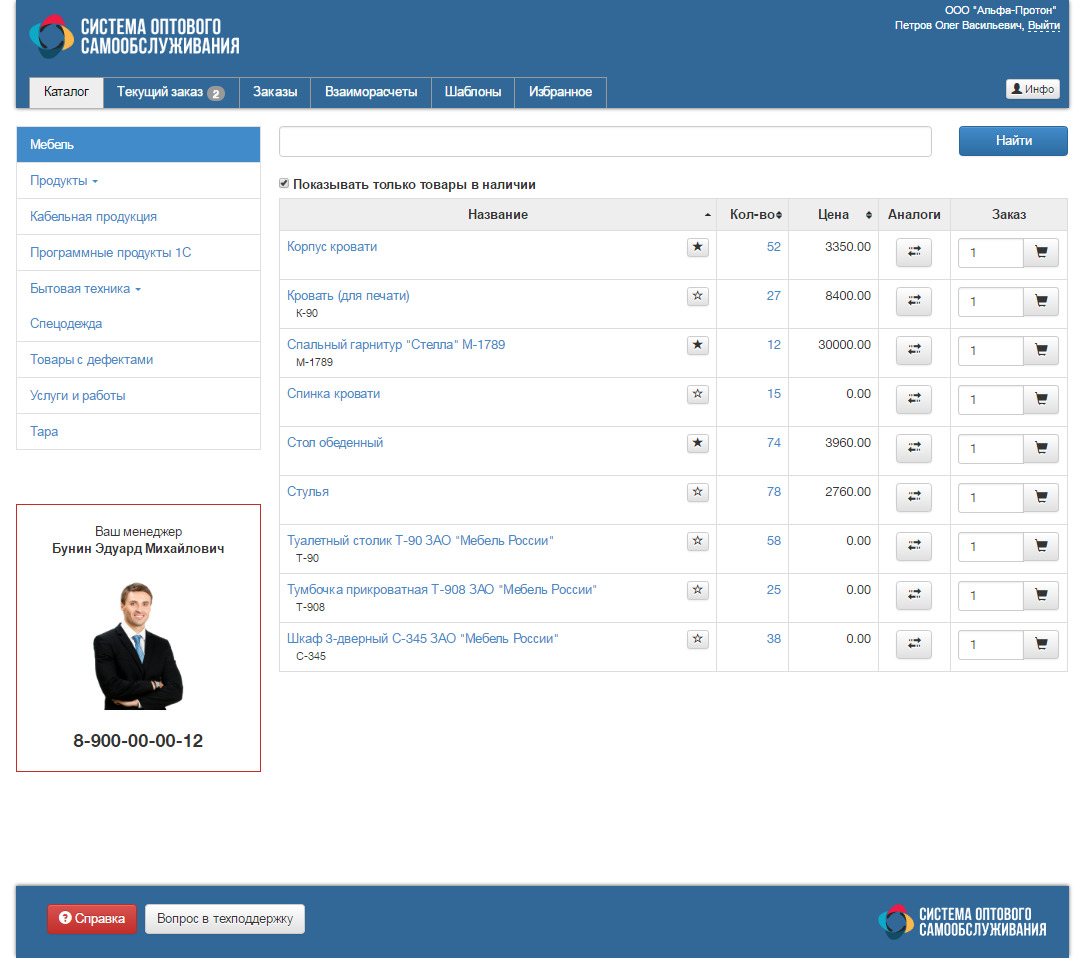 ООО "Альфа-Протон"
Петров Олег Васильевич, Выйти
СИСТЕМА ОПТОВОГО
САМООБСЛУЖИВАНИЯ
Каталог Текущий заказ 2 Заказы Взаиморасчеты Шаблоны Избранное Инфо
Мебель
Продукты
Кабельная продукция
Программные продукты 1С
Бытовая техника
Спецодежда
Товары с дефектами
Услуги и работы
Тара
Ваш менеджер
Бунин Эдуард Михайлович
8-900-00-00-12
Найти
Показывать только товары в наличии
Название Кол-во Цена Аналоги Заказ
Корпус кровати 52 3350.00 1
Кровать (для печати) 27 8400.00 1
К-90
Спальный гарнитур "Стелла" М-1789 12 30000.00 1
М-1789
Спинка кровати 15 0.00 1
Стол обеденный 74 3960.00 1
Стулья 78 2760.00 1
Туалетный столик Т-90 ЗАО "Мебель России" 58 0.00 1
Т-90
Тумбочка прикроватная Т-908 ЗАО "Мебель России" 25 0.00 1
Т-908
Шкаф 3-дверный С-345 ЗАО "Мебель России" 38 0.00 1
С-345
Справка Вопрос в техподдержку
СИСТЕМА ОПТОВОГО
САМООБСЛУЖИВАНИЯ